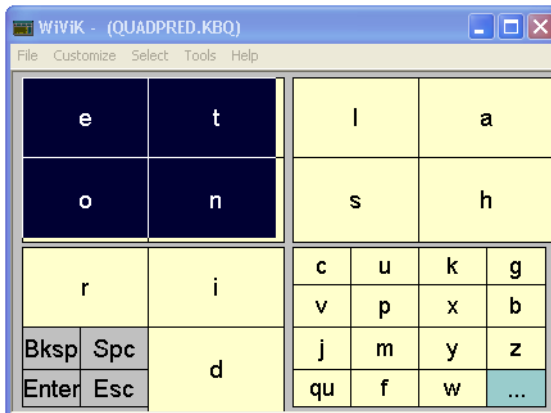 WiViK - (QUADPRED.KBQ)
File Customize Select Tools Help
e t l a
o n s h
r i c u k g
v p x b
Bksp Spc d j m y z
Enter Esc qu f w ...